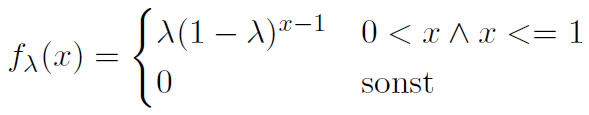 f_λ(x) = { λ(1 − λ)^{x−1}   0 < x ∧ x <= 1
0   sonst